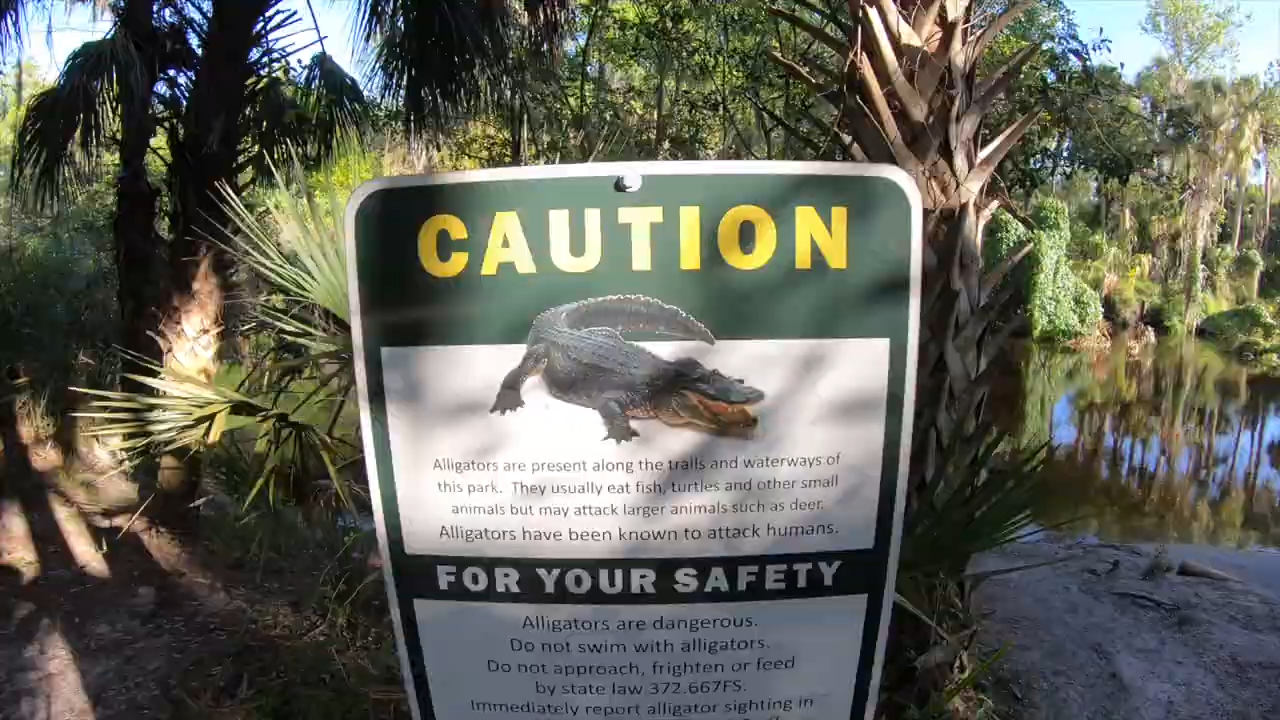 CAUTION
Alligators are present along the trails and waterways of
this park. They usually eat fish, turtles and other small
animals but may attack larger animals such as deer.
Alligators have been known to attack humans.
FOR YOUR SAFETY
Alligators are dangerous.
Do not swim with alligators.
Do not approach, frighten or feed
by state law 372.667FS.
Immediately report alligator sighting in